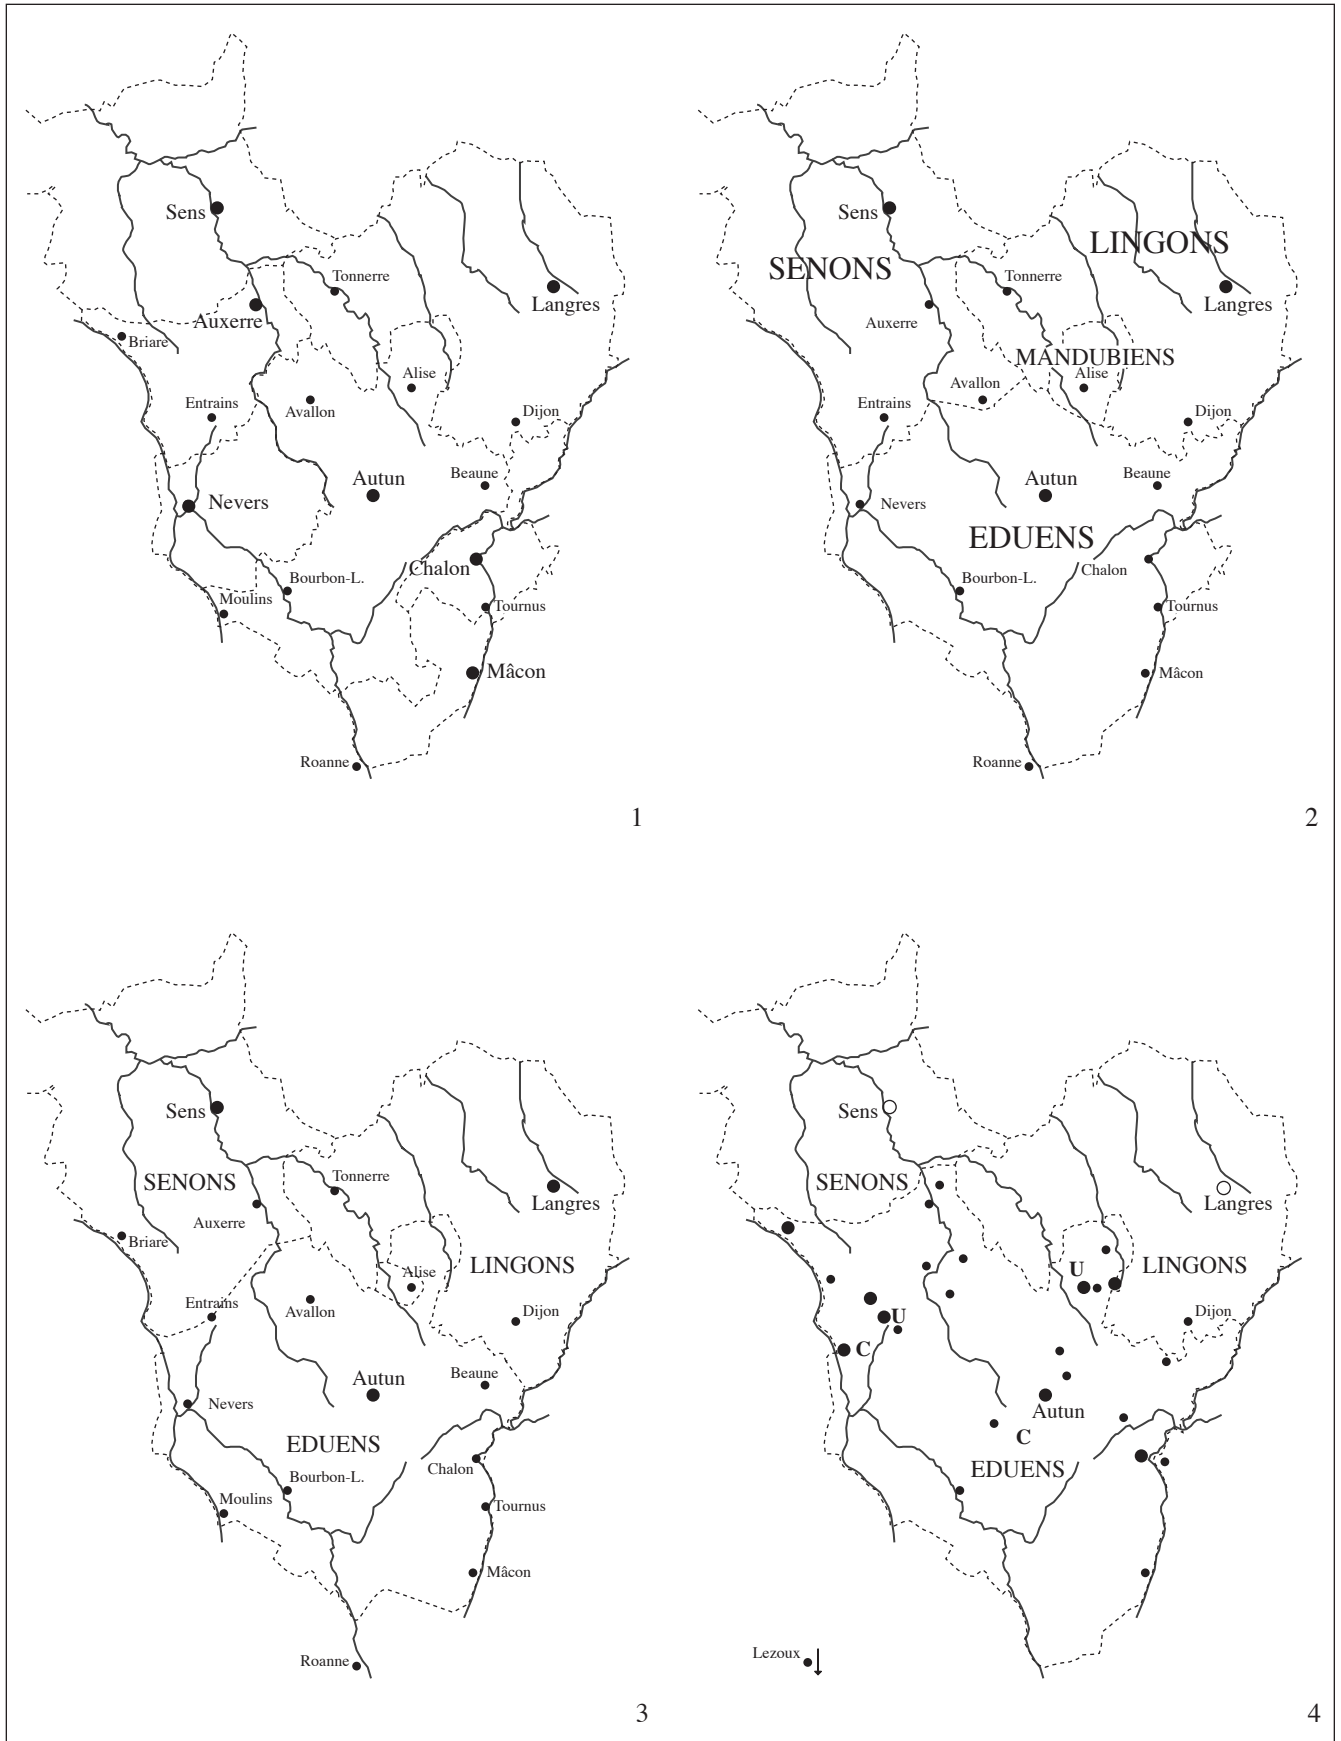 Sens
Tonnerre
Langres
Auxerre
Briare
Alise
Avallon
Entrains
Dijon
Beaune
Autun
Nevers
Chalon
Bourbon-L.
Moulins
Tournus
Mâcon
Roanne
1
Sens
LINGONS
SENONS
Tonnerre
Langres
Auxerre
MANDUBIENS
Alise
Avallon
Entrains
Dijon
Beaune
Autun
Nevers
EDUENS
Chalon
Bourbon-L.
Tournus
Mâcon
Roanne
2
Sens
Tonnerre
SENONS
Langres
Auxerre
Briare
LINGONS
Alise
Entrains
Avallon
Dijon
Beaune
Autun
Nevers
EDUENS
Chalon
Bourbon-L.
Moulins
Tournus
Mâcon
Roanne
3
Sens
SENONS
Langres
U
LINGONS
U
Dijon
C
Autun
C
EDUENS
Lezoux
4